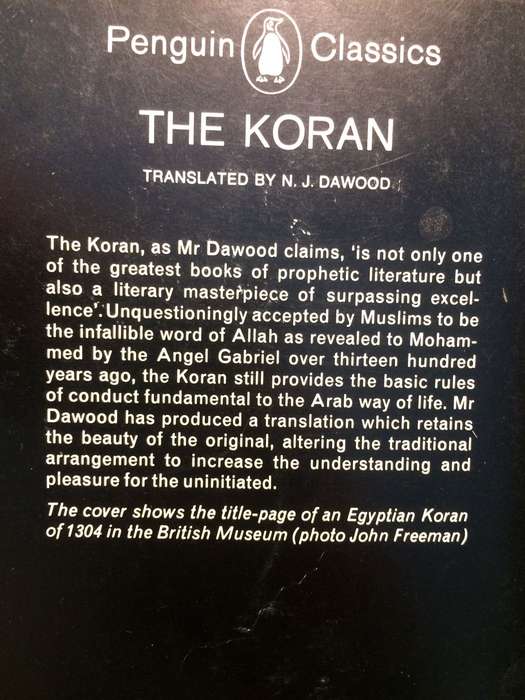 Penguin Classics
THE KORAN
TRANSLATED BY N. J. DAWOOD
The Koran, as Mr Dawood claims, 'is not only one
of the greatest books of prophetic literature but
also a literary masterpiece of surpassing excel-
lence'. Unquestioningly accepted by Muslims to be
the infallible word of Allah as revealed to Moham-
med by the Angel Gabriel over thirteen hundred
years ago, the Koran still provides the basic rules
of conduct fundamental to the Arab way of life. Mr
Dawood has produced a translation which retains
the beauty of the original, altering the traditional
arrangement to increase the understanding and
pleasure for the uninitiated.
The cover shows the title-page of an Egyptian Koran
of 1304 in the British Museum (photo John Freeman)